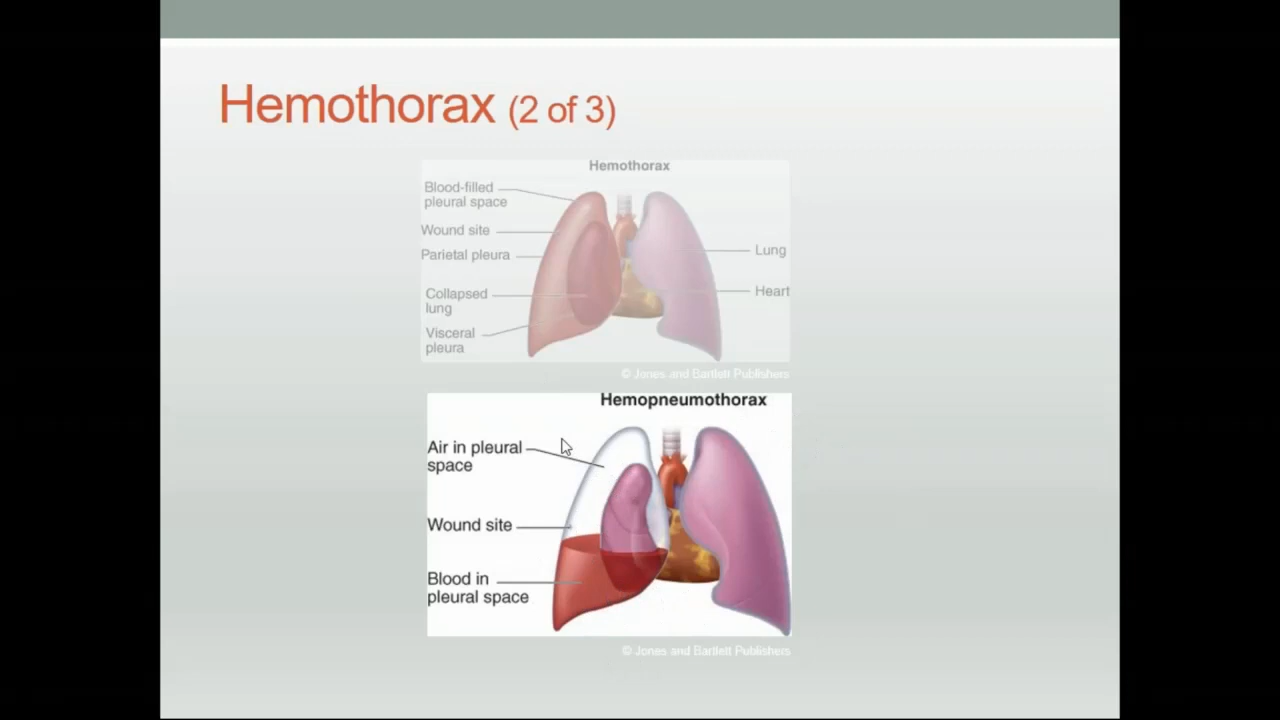 Hemothorax (2 of 3)
Hemothorax
Blood-filled
pleural space
Wound site
Parietal pleura
Collapsed
lung
Visceral
pleura
Lung
Heart
© Jones and Bartlett Publishers
Hemopneumothorax
Air in pleural
space
Wound site
Blood in
pleural space
© Jones and Bartlett Publishers